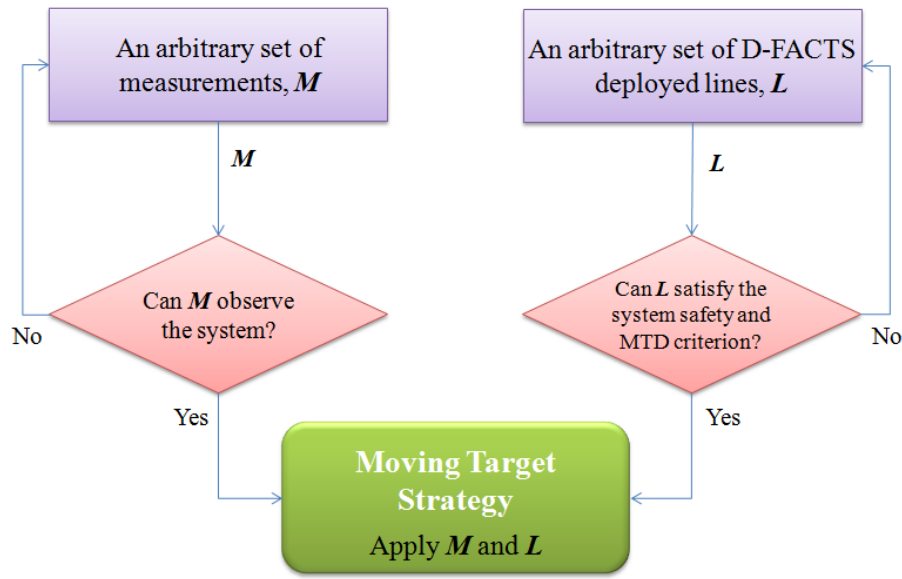 An arbitrary set of
measurements, M
An arbitrary set of D-FACTS
deployed lines, L
M
L
Can M observe
the system?
Can L satisfy the
system safety and
MTD criterion?
No
No
Yes
Yes
Moving Target
Strategy
Apply M and L